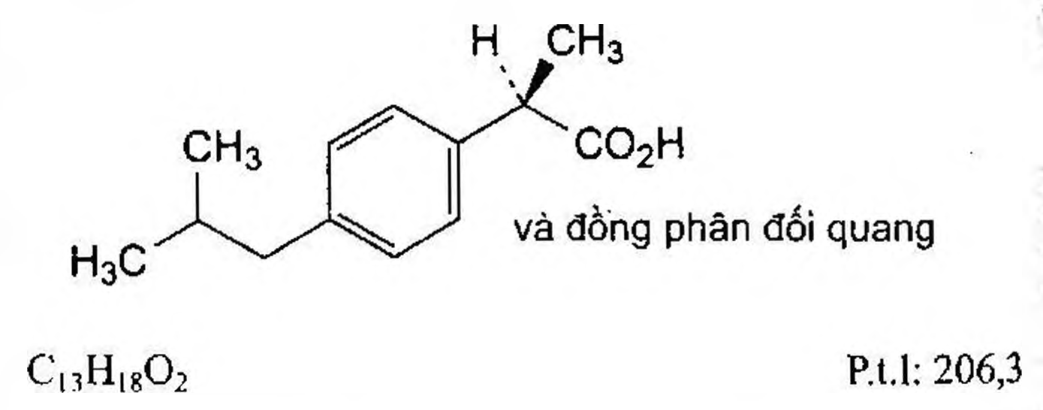 H CH₃
CH₃
CO₂H
và đồng phân đối quang
H₃C
C₁₃H₁₈O₂ P.t.l: 206,3